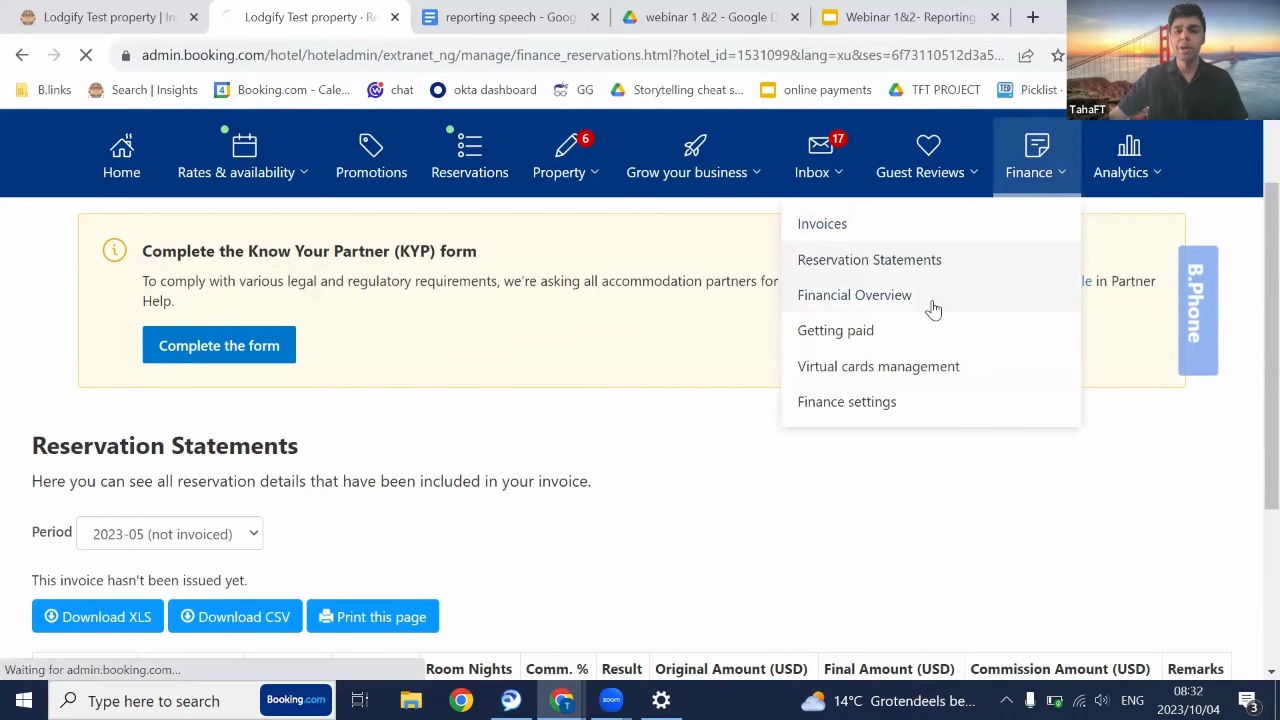 Lodgify Test property · Finan
Lodgify Test property · R
reporting speech - Goog
webinar 1 &2 - Google D
Webinar 1&2- Reporting
admin.booking.com/hotel/hoteladmin/extranet_ng/manage/finance_reservations.html?hotel_id=1531099&lang=xu&ses=6f73110512d3a5...
B.links
Search | Insights
Booking.com - Cale...
chat
okta dashboard
GG
Storytelling cheat s...
online payments
TFT PROJECT
Picklist
TahaFT
6
17
Home
Rates & availability
Promotions
Reservations
Property
Grow your business
Inbox
Guest Reviews
Finance
Analytics
Invoices
Reservation Statements
Financial Overview
Getting paid
Virtual cards management
Finance settings
Complete the Know Your Partner (KYP) form
To comply with various legal and regulatory requirements, we're asking all accommodation partners for
le in Partner
Help.
Complete the form
B.Phone
Reservation Statements
Here you can see all reservation details that have been included in your invoice.
Period
2023-05 (not invoiced)
This invoice hasn't been issued yet.
Download XLS
Download CSV
Print this page
Room Nights
Comm. %
Result
Original Amount (USD)
Final Amount (USD)
Commission Amount (USD)
Remarks
Waiting for admin.booking.com...
Type here to search
Booking.com
14°C Grotendeels be...
ENG
08:32
2023/10/04
3